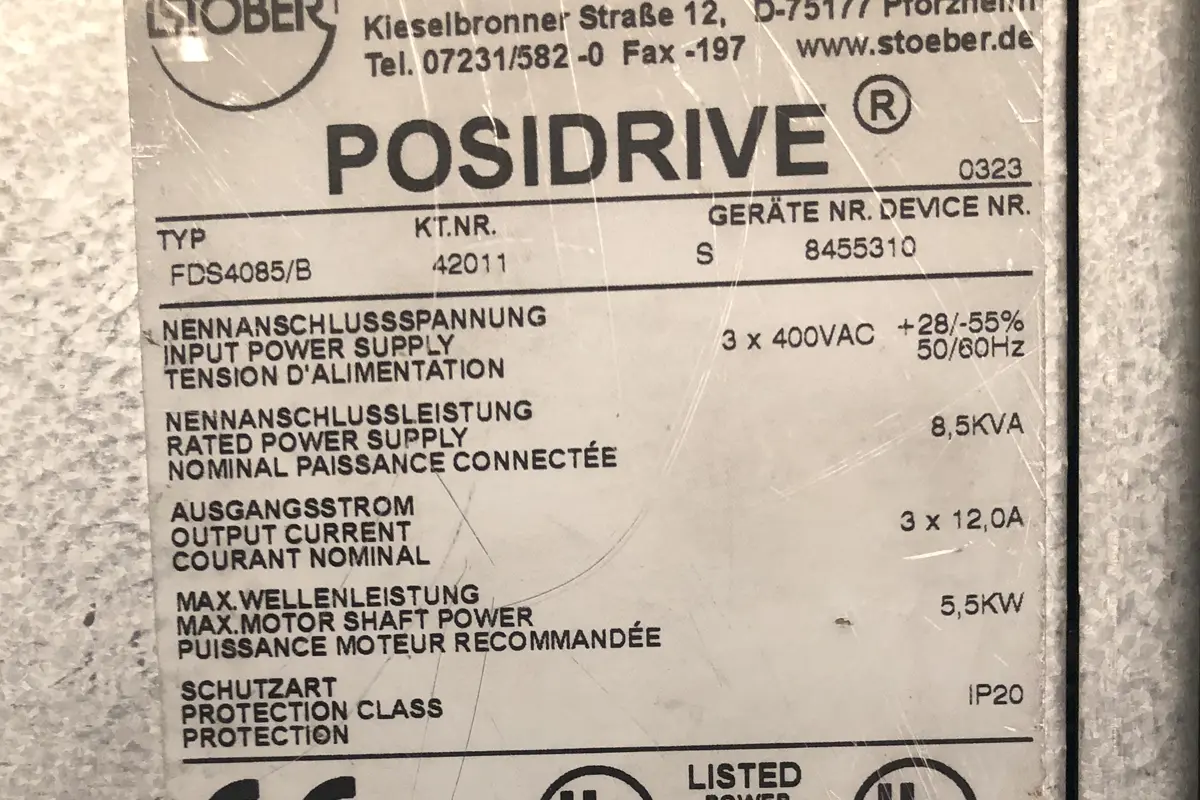 STÖBER
Kieselbronner Straße 12, D-75177 Pforzheim
Tel. 07231/582 -0 Fax -197 www.stoeber.de
POSIDRIVE ®
0323
TYP KT.NR. GERÄTE NR. DEVICE NR.
FDS4085/B 42011 S 8455310
NENNANSCHLUSSSPANNUNG
INPUT POWER SUPPLY 3 x 400VAC +28/-55%
TENSION D'ALIMENTATION 50/60Hz
NENNANSCHLUSSLEISTUNG
RATED POWER SUPPLY 8,5KVA
NOMINAL PAISSANCE CONNECTÉE
AUSGANGSSTROM
OUTPUT CURRENT 3 x 12,0A
COURANT NOMINAL
MAX.WELLENLEISTUNG
MAX.MOTOR SHAFT POWER 5,5KW
PUISSANCE MOTEUR RECOMMANDÉE
SCHUTZART
PROTECTION CLASS IP20
PROTECTION
LISTED
POWER